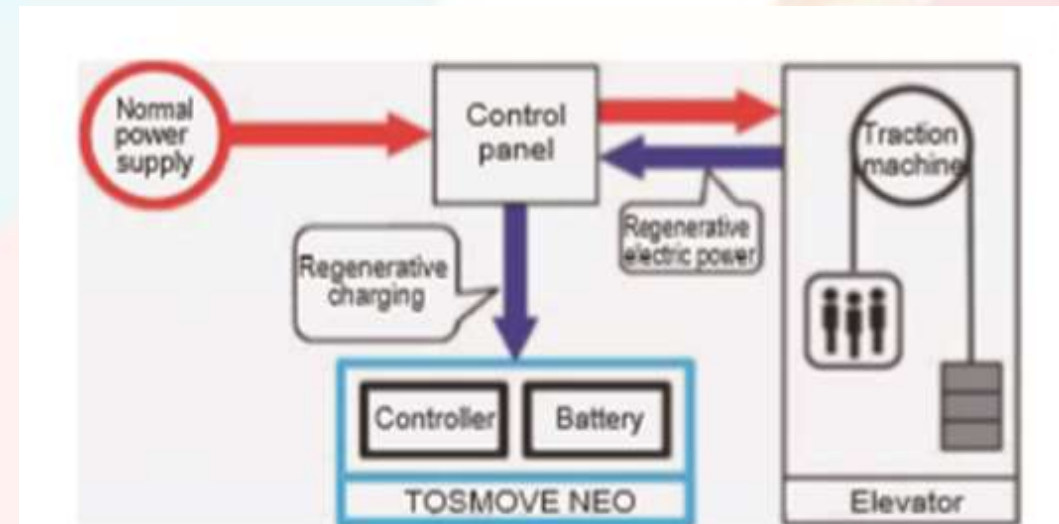 Normal
power
supply
Control
panel
Traction
machine
Regenerative
electric power
Regenerative
charging
Controller
Battery
TOSMOVE NEO
Elevator